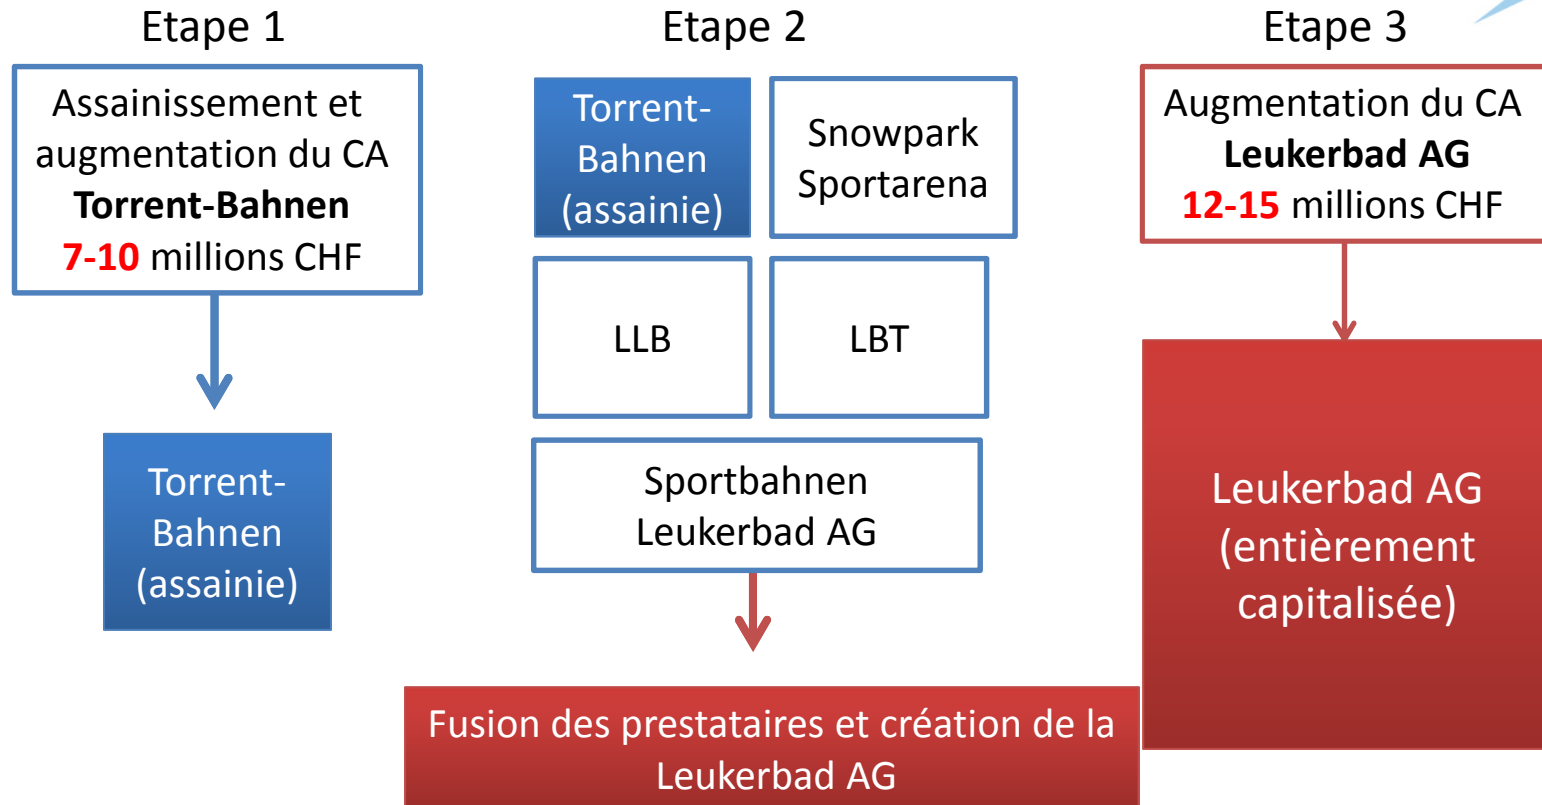 Etape 1
Assainissement et
augmentation du CA
Torrent-Bahnen
7-10 millions CHF
Torrent-
Bahnen
(assainie)
Etape 2
Torrent-
Bahnen
(assainie)
Snowpark
Sportarena
LLB
LBT
Sportbahnen
Leukerbad AG
Fusion des prestataires et création de la
Leukerbad AG
Etape 3
Augmentation du CA
Leukerbad AG
12-15 millions CHF
Leukerbad AG
(entièrement
capitalisée)